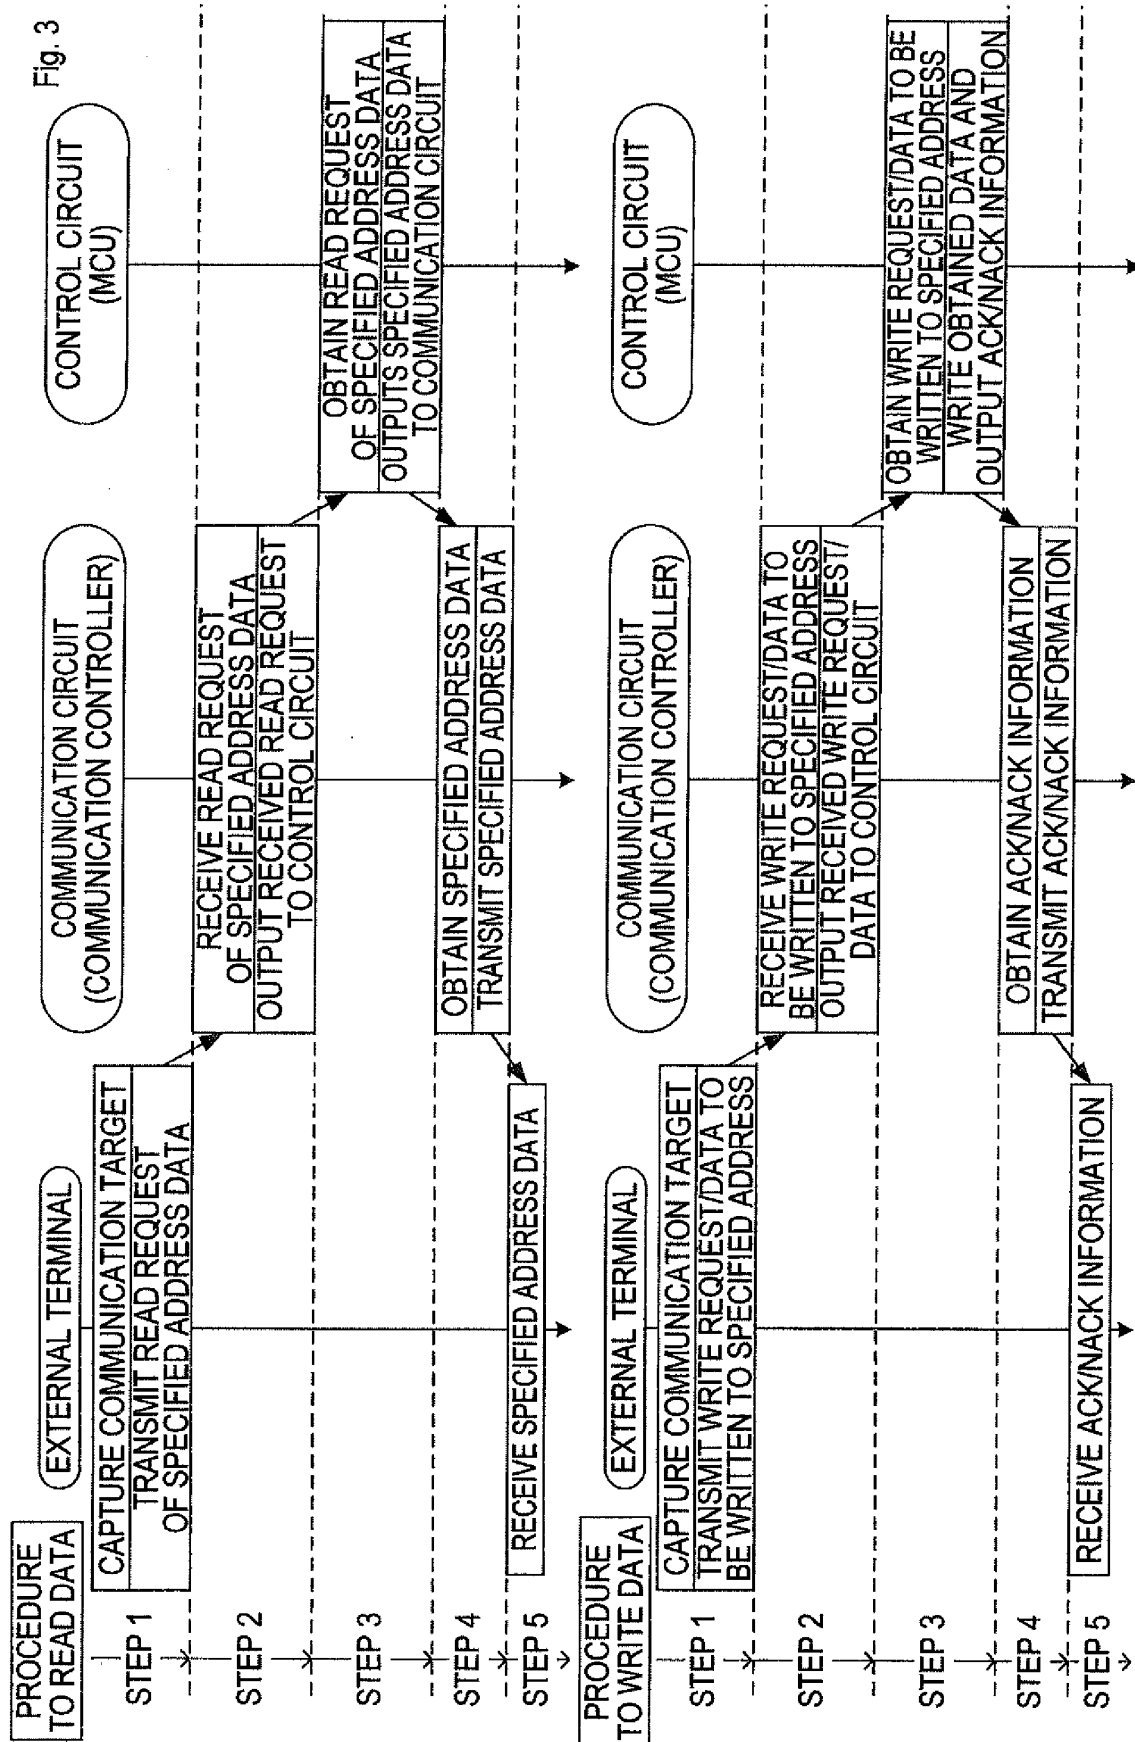 Fig. 3
PROCEDURE
TO READ DATA
EXTERNAL TERMINAL
COMMUNICATION CIRCUIT
(COMMUNICATION CONTROLLER)
CONTROL CIRCUIT
(MCU)
STEP 1
CAPTURE COMMUNICATION TARGET
TRANSMIT READ REQUEST
OF SPECIFIED ADDRESS DATA
STEP 2
RECEIVE READ REQUEST
OF SPECIFIED ADDRESS DATA
OUTPUT RECEIVED READ REQUEST
TO CONTROL CIRCUIT
STEP 3
OBTAIN READ REQUEST
OF SPECIFIED ADDRESS DATA
OUTPUTS SPECIFIED ADDRESS DATA
TO COMMUNICATION CIRCUIT
STEP 4
OBTAIN SPECIFIED ADDRESS DATA
TRANSMIT SPECIFIED ADDRESS DATA
STEP 5
RECEIVE SPECIFIED ADDRESS DATA
PROCEDURE
TO WRITE DATA
EXTERNAL TERMINAL
COMMUNICATION CIRCUIT
(COMMUNICATION CONTROLLER)
CONTROL CIRCUIT
(MCU)
STEP 1
CAPTURE COMMUNICATION TARGET
TRANSMIT WRITE REQUEST/DATA TO
BE WRITTEN TO SPECIFIED ADDRESS
STEP 2
RECEIVE WRITE REQUEST/DATA TO
BE WRITTEN TO SPECIFIED ADDRESS
OUTPUT RECEIVED WRITE REQUEST/
DATA TO CONTROL CIRCUIT
STEP 3
OBTAIN WRITE REQUEST/DATA TO BE
WRITTEN TO SPECIFIED ADDRESS
WRITE OBTAINED DATA AND
OUTPUT ACK/NACK INFORMATION
STEP 4
OBTAIN ACK/NACK INFORMATION
TRANSMIT ACK/NACK INFORMATION
STEP 5
RECEIVE ACK/NACK INFORMATION